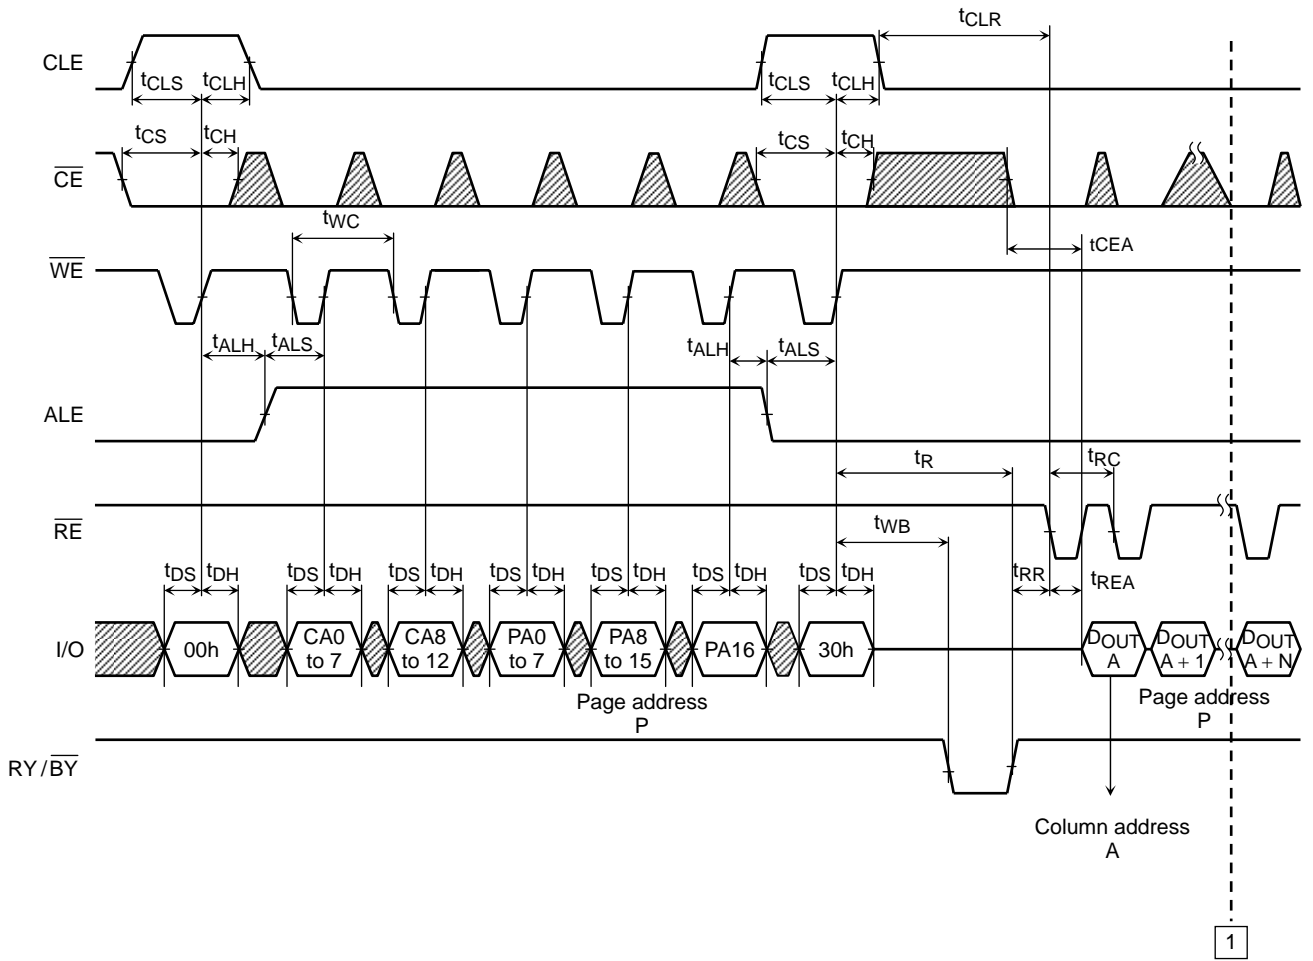 tCLR
CLE
tCLS tCLH tCLS tCLH
tCS tCH tCS tCH
CE
tWC tCEA
WE
tALH tALS tALH tALS
ALE
tR tRC
RE
tWB
tDS tDH tDS tDH tDS tDH tDS tDH tDS tDH tDS tDH tDS tDH tRR tREA
I/O 00h CA0 to 7 CA8 to 12 PA0 to 7 PA8 to 15 PA16 30h DOUT A DOUT A + 1 DOUT A + N
Page address P
Page address P
RY/BY
Column address
A
1